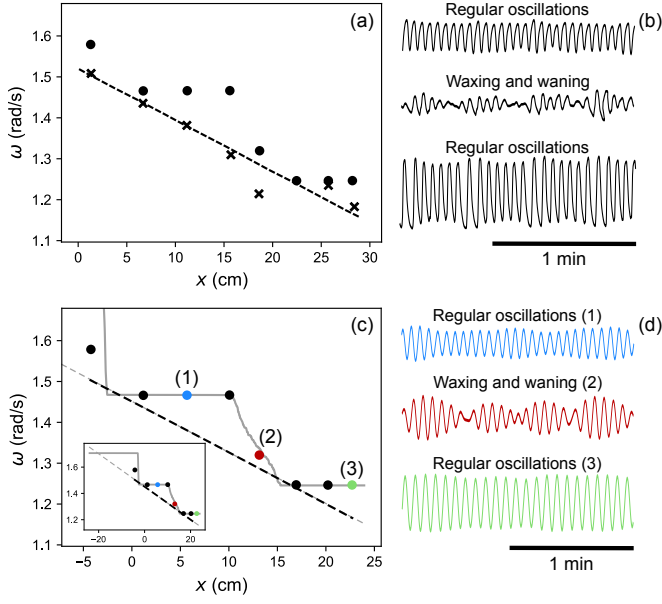 (a)
1.6
1.5
1.4
1.3
1.2
1.1
ω (rad/s)
0 5 10 15 20 25 30
x (cm)
Regular oscillations (b)
Waxing and waning
Regular oscillations
1 min
(c)
1.6
1.5
1.4
1.3
1.2
1.1
ω (rad/s)
(1)
(2)
(3)
1.6
1.4
1.2
−20 0 20
−5 0 5 10 15 20 25
x (cm)
Regular oscillations (1) (d)
Waxing and waning (2)
Regular oscillations (3)
1 min